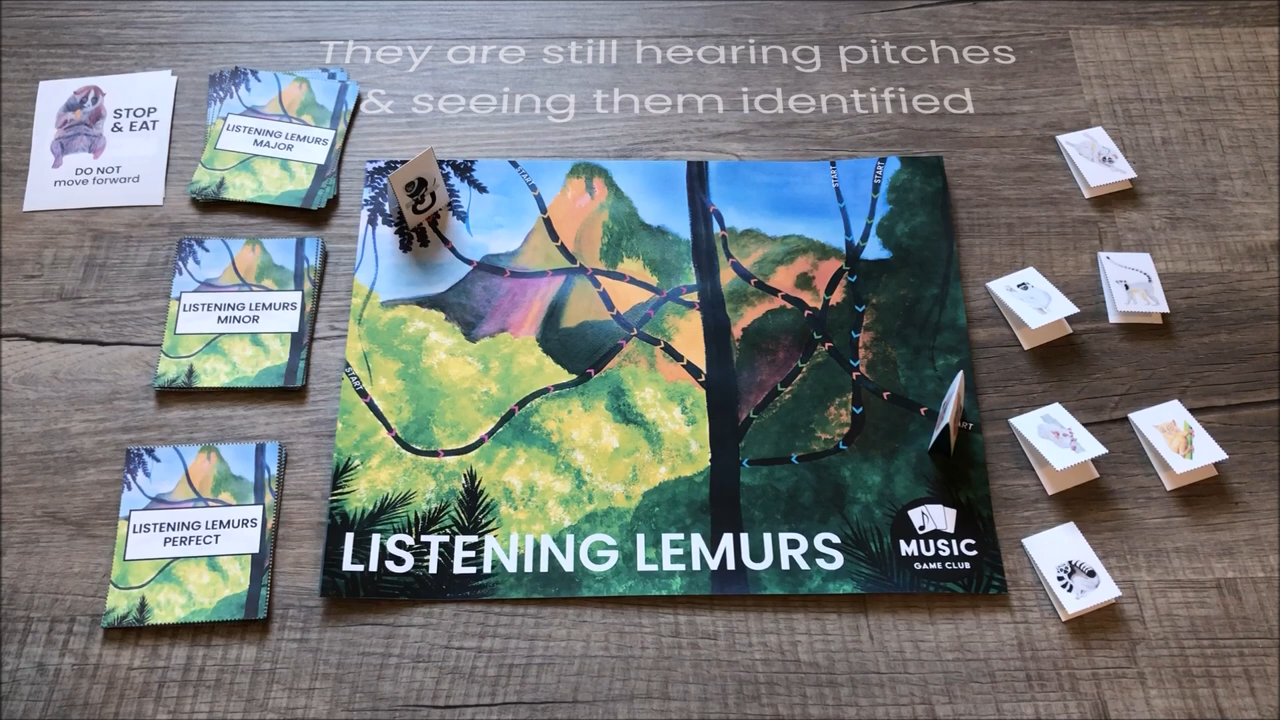 They are still hearing pitches
& seeing them identified
STOP
& EAT
DO NOT
move forward
LISTENING LEMURS
MAJOR
LISTENING LEMURS
MINOR
LISTENING LEMURS
PERFECT
START
START
START
START
ART
LISTENING LEMURS
MUSIC
GAME CLUB